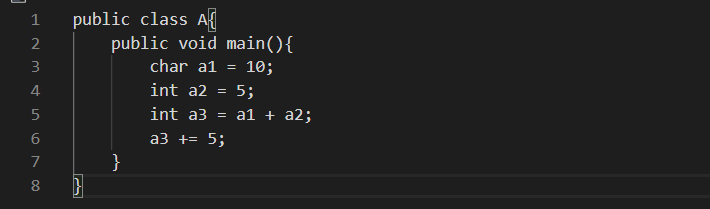 1 public class A{
2 public void main(){
3 char a1 = 10;
4 int a2 = 5;
5 int a3 = a1 + a2;
6 a3 += 5;
7 }
8 }